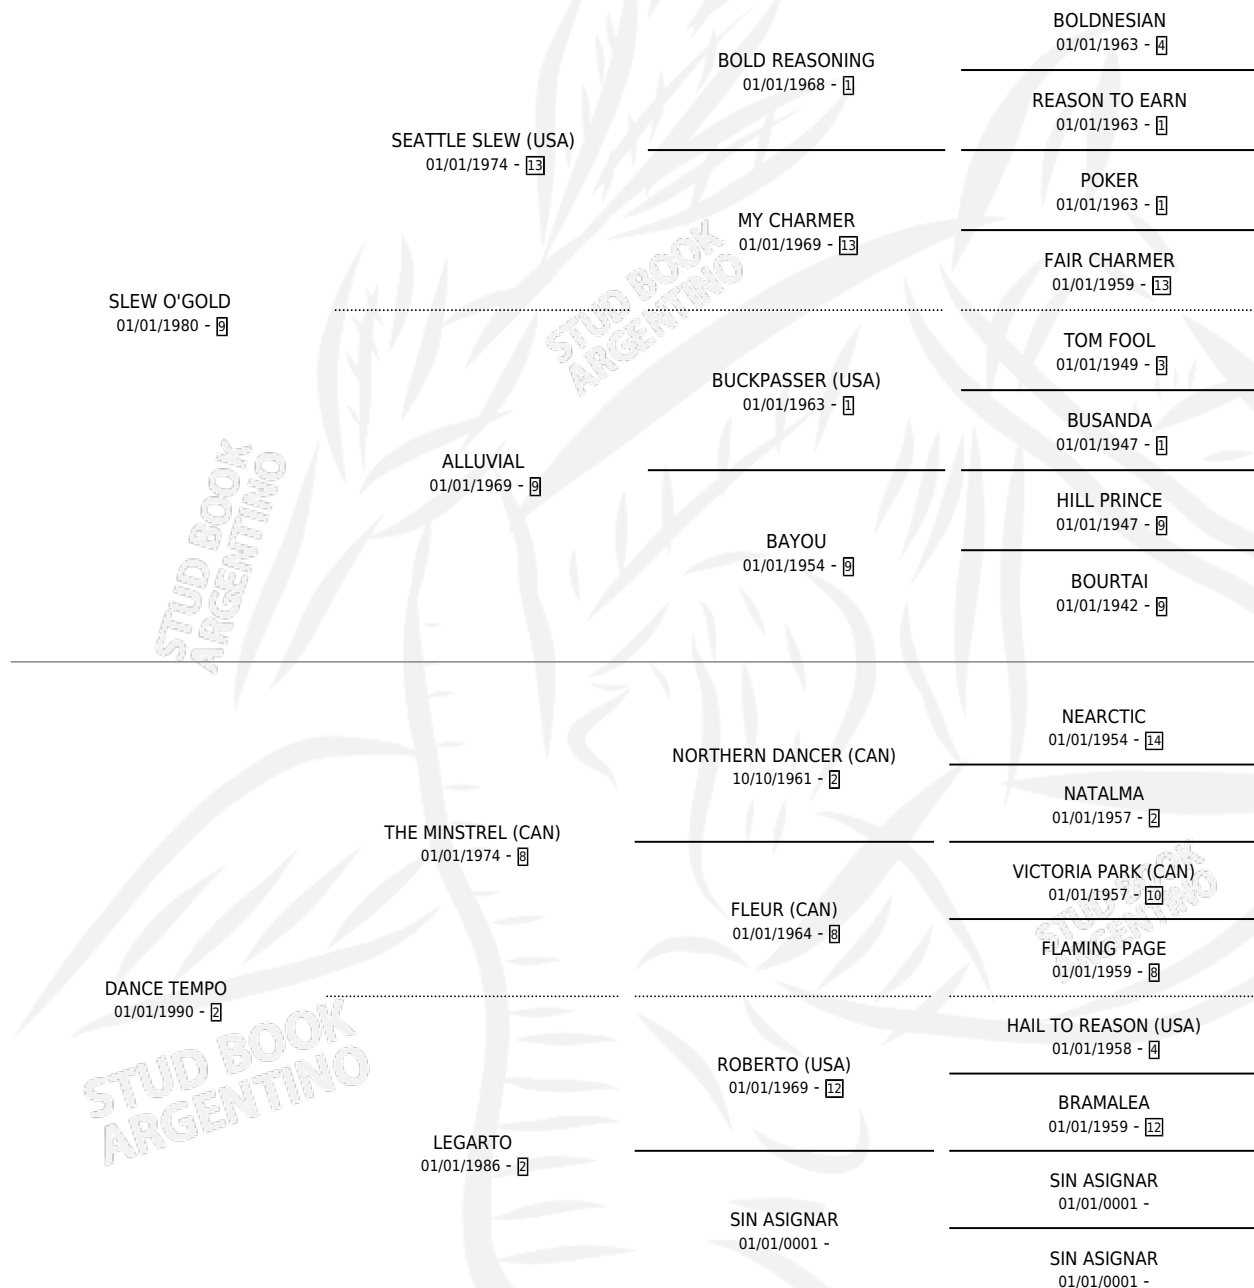 BOLDNESIAN
01/01/1963 - 4
BOLD REASONING
01/01/1968 - 1
REASON TO EARN
01/01/1963 - 1
SEATTLE SLEW (USA)
01/01/1974 - 13
POKER
01/01/1963 - 1
MY CHARMER
01/01/1969 - 13
FAIR CHARMER
01/01/1959 - 13
SLEW O'GOLD
01/01/1980 - 9
TOM FOOL
01/01/1949 - 3
BUCKPASSER (USA)
01/01/1963 - 1
BUSANDA
01/01/1947 - 1
ALLUVIAL
01/01/1969 - 9
HILL PRINCE
01/01/1947 - 9
BAYOU
01/01/1954 - 9
BOURTAI
01/01/1942 - 9
NEARCTIC
01/01/1954 - 14
NORTHERN DANCER (CAN)
10/10/1961 - 2
NATALMA
01/01/1957 - 2
THE MINSTREL (CAN)
01/01/1974 - 8
VICTORIA PARK (CAN)
01/01/1957 - 10
FLEUR (CAN)
01/01/1964 - 8
FLAMING PAGE
01/01/1959 - 8
DANCE TEMPO
01/01/1990 - 2
HAIL TO REASON (USA)
01/01/1958 - 4
ROBERTO (USA)
01/01/1969 - 12
BRAMALEA
01/01/1959 - 12
LEGARTO
01/01/1986 - 2
SIN ASIGNAR
01/01/0001 -
SIN ASIGNAR
01/01/0001 -
SIN ASIGNAR
01/01/0001 -
STUD BOOK
ARGENTINO
STUD BOOK
ARGENTINO
STUD BOOK
ARGENTINO
STUD BOOK
ARGENTINO